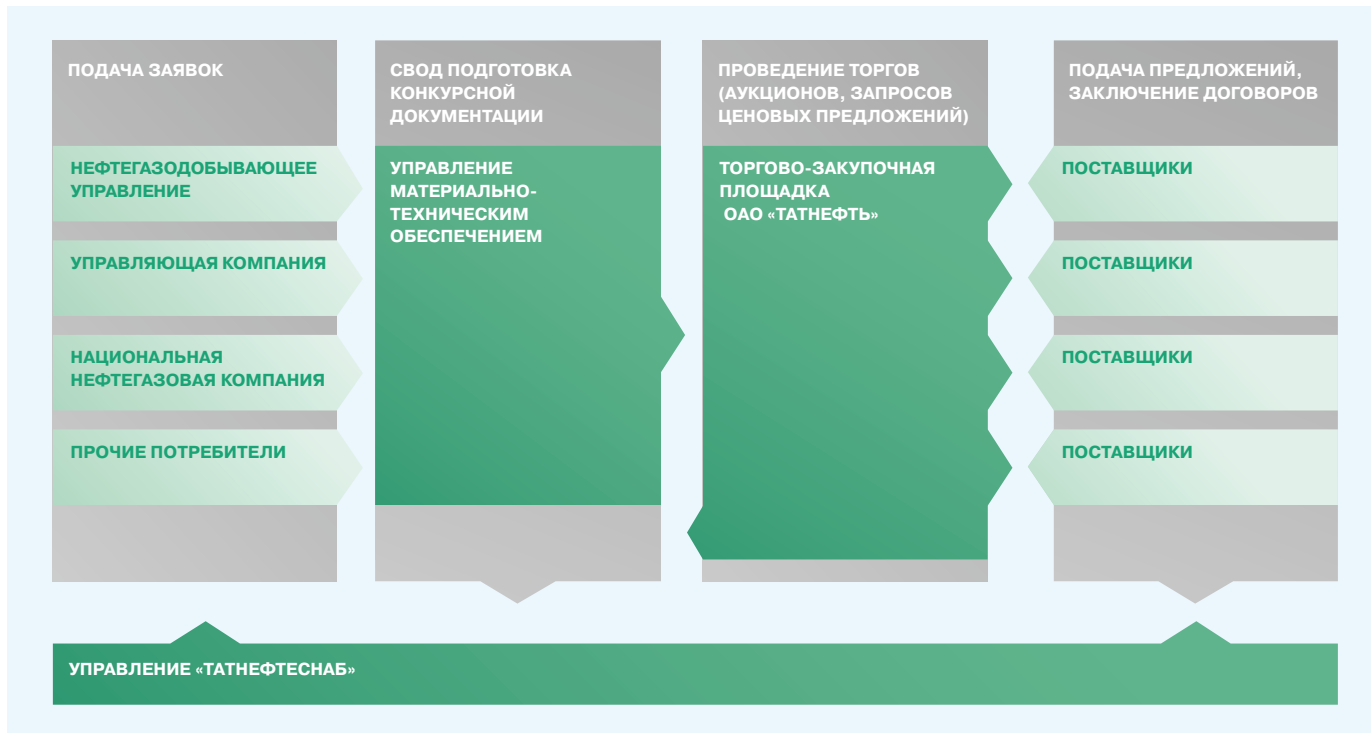 ПОДАЧА ЗАЯВОК
НЕФТЕГАЗОДОБЫВАЮЩЕЕ
УПРАВЛЕНИЕ
УПРАВЛЯЮЩАЯ КОМПАНИЯ
НАЦИОНАЛЬНАЯ
НЕФТЕГАЗОВАЯ КОМПАНИЯ
ПРОЧИЕ ПОТРЕБИТЕЛИ
СВОД ПОДГОТОВКА
КОНКУРСНОЙ
ДОКУМЕНТАЦИИ
УПРАВЛЕНИЕ
МАТЕРИАЛЬНО-
ТЕХНИЧЕСКИМ
ОБЕСПЕЧЕНИЕМ
ПРОВЕДЕНИЕ ТОРГОВ
(АУКЦИОНОВ, ЗАПРОСОВ
ЦЕНОВЫХ ПРЕДЛОЖЕНИЙ)
ТОРГОВО-ЗАКУПОЧНАЯ
ПЛОЩАДКА
ОАО «ТАТНЕФТЬ»
ПОДАЧА ПРЕДЛОЖЕНИЙ,
ЗАКЛЮЧЕНИЕ ДОГОВОРОВ
ПОСТАВЩИКИ
ПОСТАВЩИКИ
ПОСТАВЩИКИ
ПОСТАВЩИКИ
УПРАВЛЕНИЕ «ТАТНЕФТЕСНАБ»